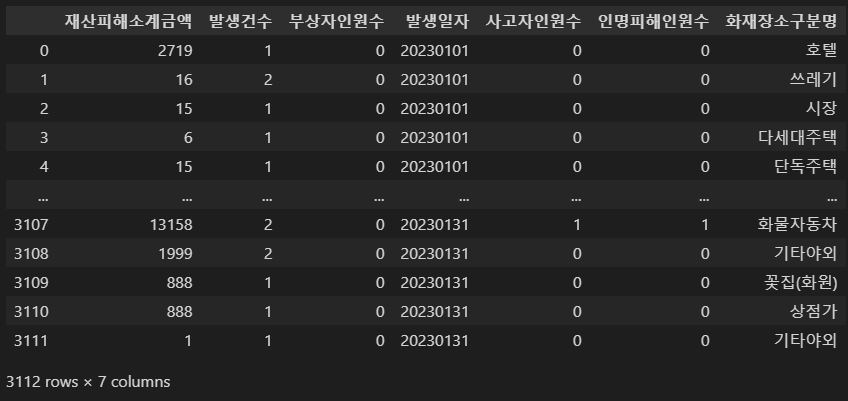 재산피해소계금액 발생건수 부상자인원수 발생일자 사고자인원수 인명피해인원수 화재장소구분명
0 2719 1 0 20230101 0 0 호텔
1 16 2 0 20230101 0 0 쓰레기
2 15 1 0 20230101 0 0 시장
3 6 1 0 20230101 0 0 다세대주택
4 15 1 0 20230101 0 0 단독주택
... ... ... ... ... ... ... ...
3107 13158 2 0 20230131 1 1 화물자동차
3108 1999 2 0 20230131 0 0 기타야외
3109 888 1 0 20230131 0 0 꽃집(화원)
3110 888 1 0 20230131 0 0 상점가
3111 1 1 0 20230131 0 0 기타야외
3112 rows × 7 columns